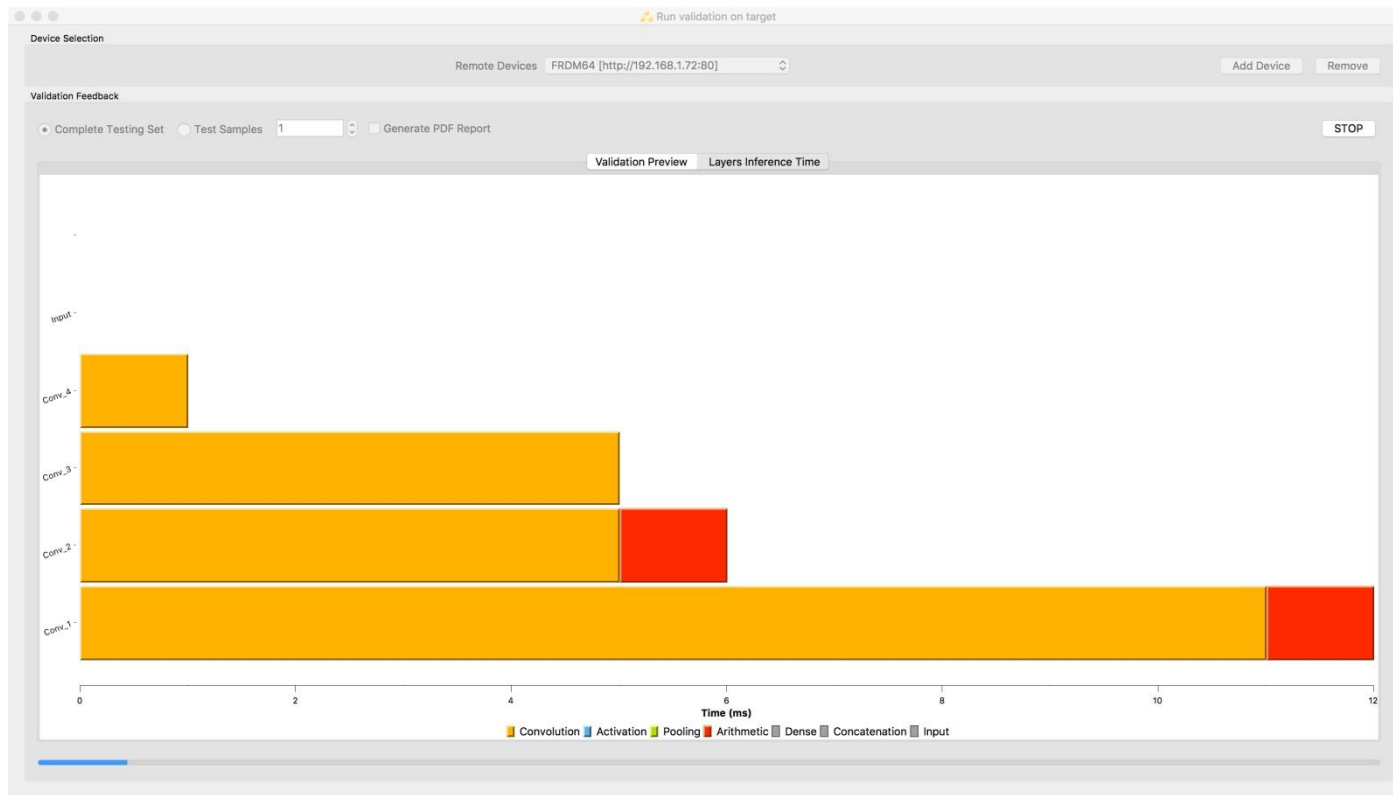 Run validation on target
Device Selection
Remote Devices FRDM64 [http://192.168.1.72:80] Add Device Remove
Validation Feedback
Complete Testing Set Test Samples 1 Generate PDF Report STOP
Validation Preview Layers Inference Time
Input
Conv_4
Conv_3
Conv_2
Conv_1
0 2 4 6 8 10 12
Time (ms)
Convolution Activation Pooling Arithmetic Dense Concatenation Input